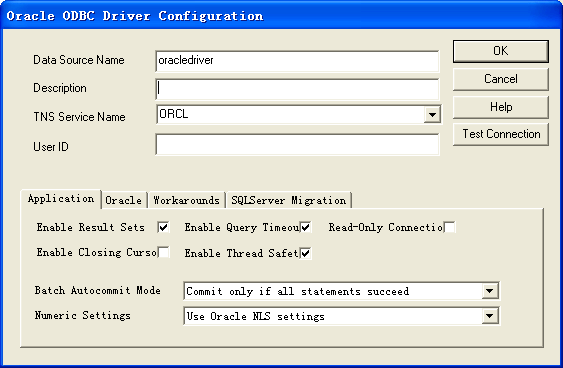 Oracle ODBC Driver Configuration
Data Source Name oracledriver OK
Description Cancel
TNS Service Name ORCL Help
User ID Test Connection
Application Oracle Workarounds SQLServer Migration
Enable Result Sets Enable Query Timeou Read-Only Connectio
Enable Closing Curso Enable Thread Safet
Batch Autocommit Mode Commit only if all statements succeed
Numeric Settings Use Oracle NLS settings